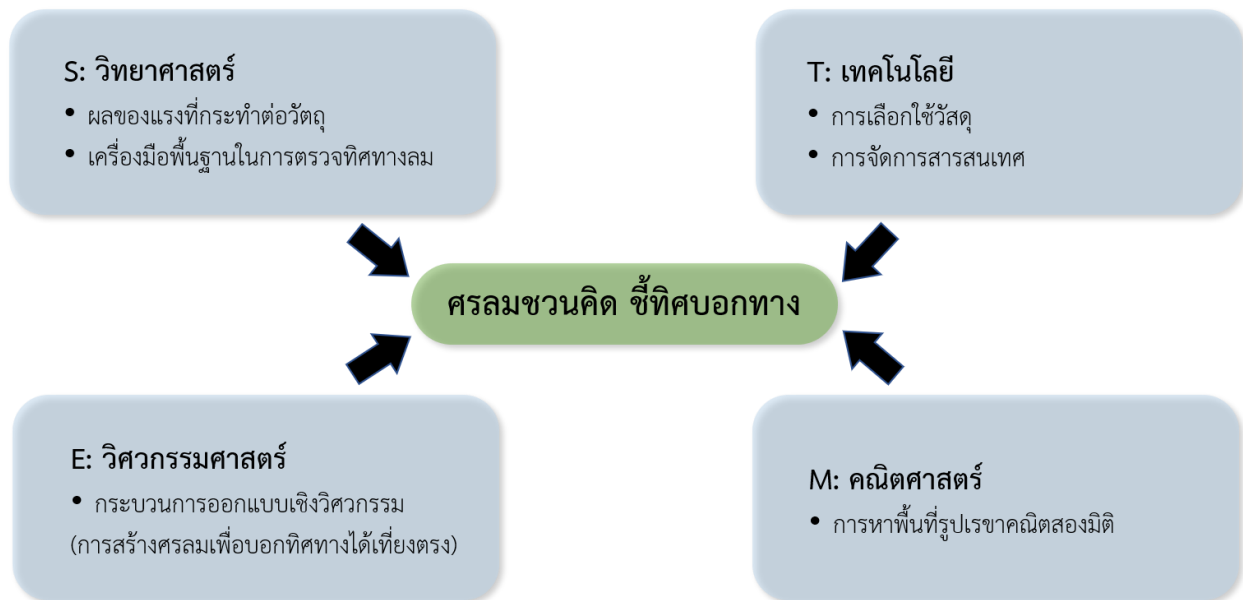 S: วิทยาศาสตร์
• ผลของแรงที่กระทำต่อวัตถุ
• เครื่องมือพื้นฐานในการตรวจทิศทางลม
T: เทคโนโลยี
• การเลือกใช้วัสดุ
• การจัดการสารสนเทศ
ศรลมชวนคิด ชี้ทิศบอกทาง
E: วิศวกรรมศาสตร์
• กระบวนการออกแบบเชิงวิศวกรรม
(การสร้างศรลมเพื่อบอกทิศทางได้เที่ยงตรง)
M: คณิตศาสตร์
• การหาพื้นที่รูปเรขาคณิตสองมิติ